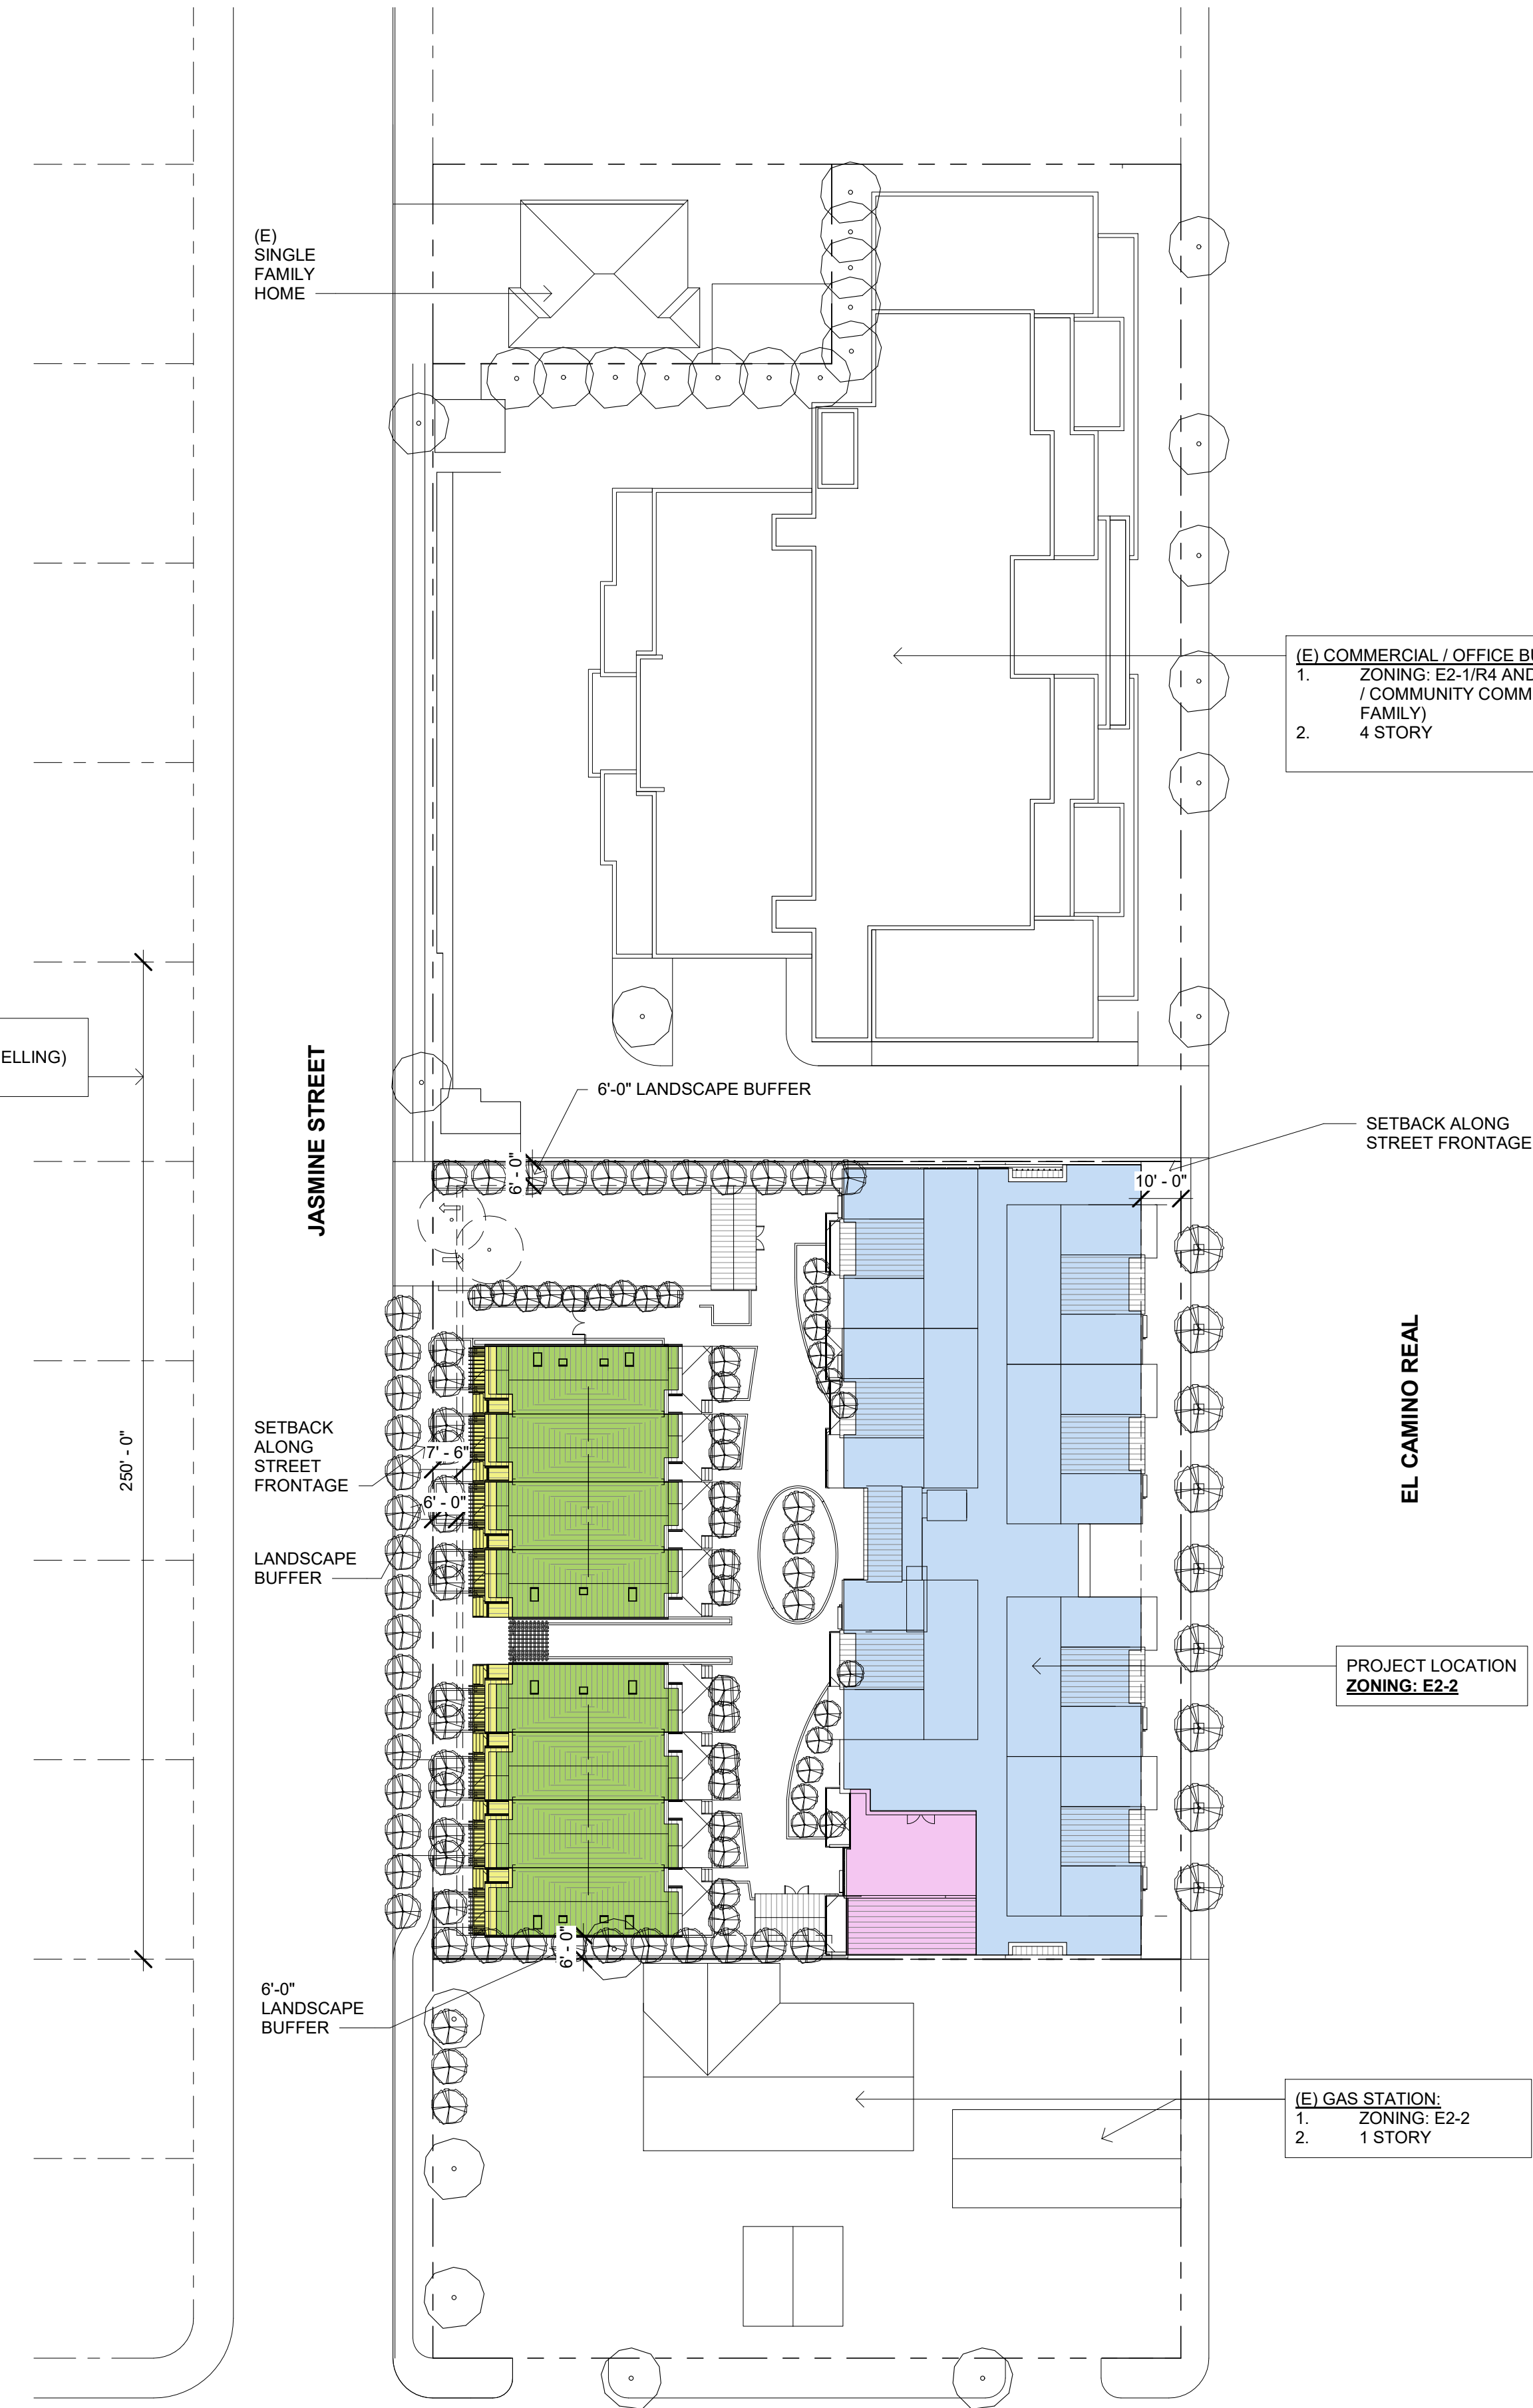 (E)
SINGLE
FAMILY
HOME
(E) COMMERCIAL / OFFICE
1. ZONING: E2-1/R4 AND
/ COMMUNITY
FAMILY)
2. 4 STORY
JASMINE STREET
6'-0" LANDSCAPE BUFFER
SETBACK ALONG
STREET FRONTAGE
6' - 0"
10' - 0"
EL CAMINO REAL
250' - 0"
SETBACK
ALONG
STREET
FRONTAGE
7' - 6"
6' - 0"
LANDSCAPE
BUFFER
PROJECT LOCATION
ZONING: E2-2
6' - 0"
6'-0"
LANDSCAPE
BUFFER
(E) GAS STATION:
1. ZONING: E2-2
2. 1 STORY